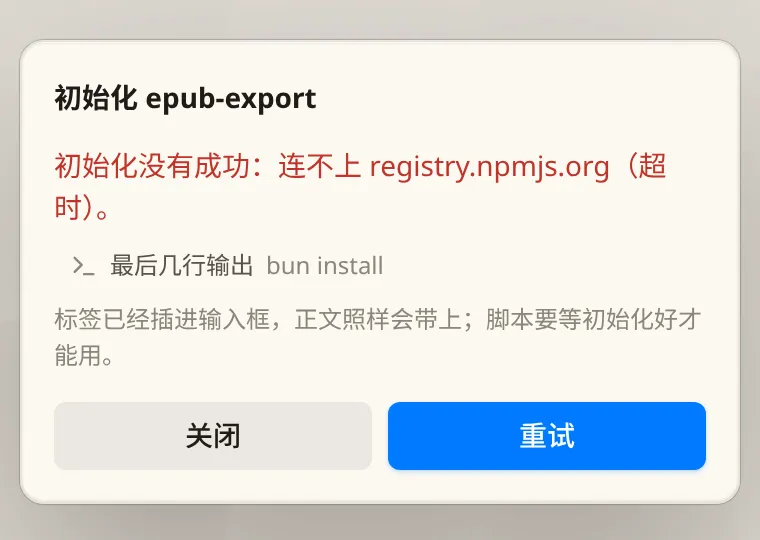 初始化 epub-export
初始化没有成功：连不上 registry.npmjs.org（超
时）。
>_ 最后几行输出 bun install
标签已经插进输入框，正文照样会带上；脚本要等初始化好才
能用。
关闭
重试